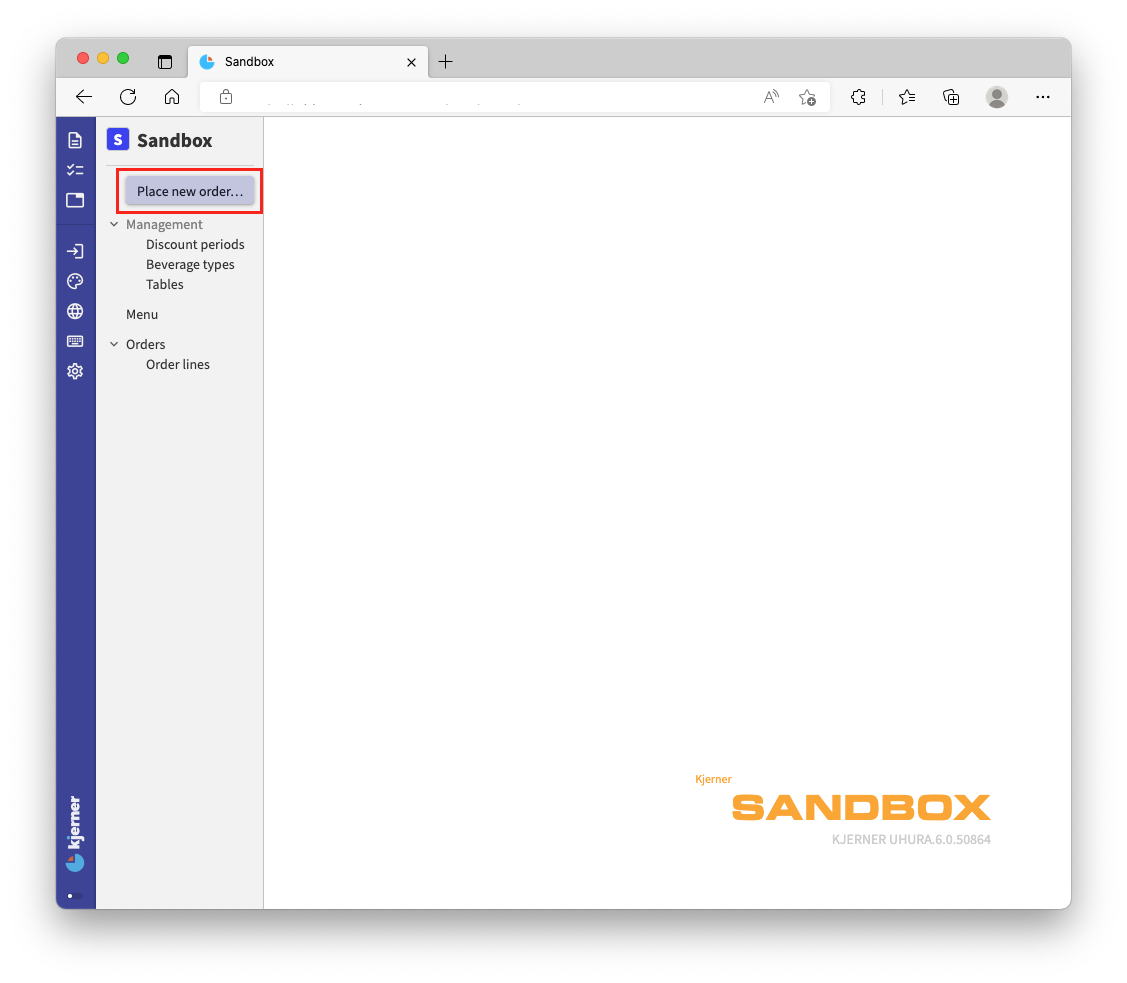 Sandbox
S Sandbox
Place new order...
Management
Discount periods
Beverage types
Tables
Menu
Orders
Order lines
kjerner
Kjerner
SANDBOX
KJERNER UHURA.6.0.50864